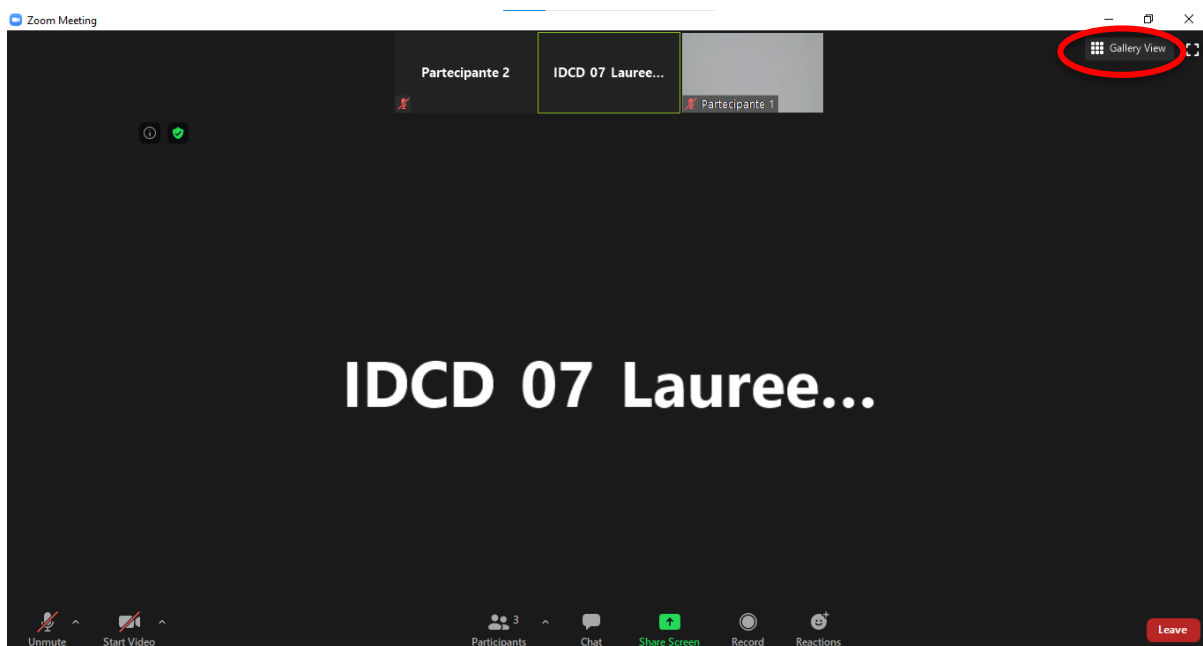 Zoom Meeting
Gallery View
Partecipante 2
IDCD 07 Lauree...
Partecipante 1
IDCD 07 Lauree...
Unmute
Start Video
3
Participants
Chat
Share Screen
Record
Reactions
Leave